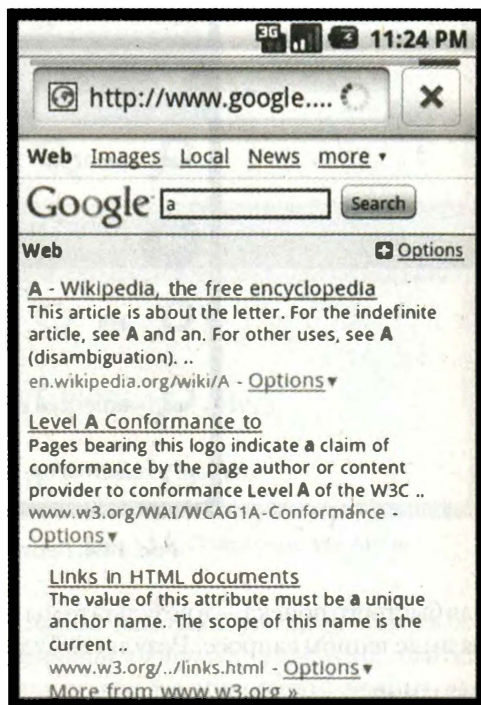 3G 11:24 PM
http://www.google....
Web Images Local News more ▾
Google a Search
Web Options
A - Wikipedia, the free encyclopedia
This article is about the letter. For the indefinite
article, see A and an. For other uses, see A
(disambiguation). ..
en.wikipedia.org/wiki/A - Options▾
Level A Conformance to
Pages bearing this logo indicate a claim of
conformance by the page author or content
provider to conformance Level A of the W3C ..
www.w3.org/WAI/WCAG1A-Conformance -
Options▾
Links in HTML documents
The value of this attribute must be a unique
anchor name. The scope of this name is the
current ..
www.w3.org/../links.html - Options▾
More from www.w3.org »